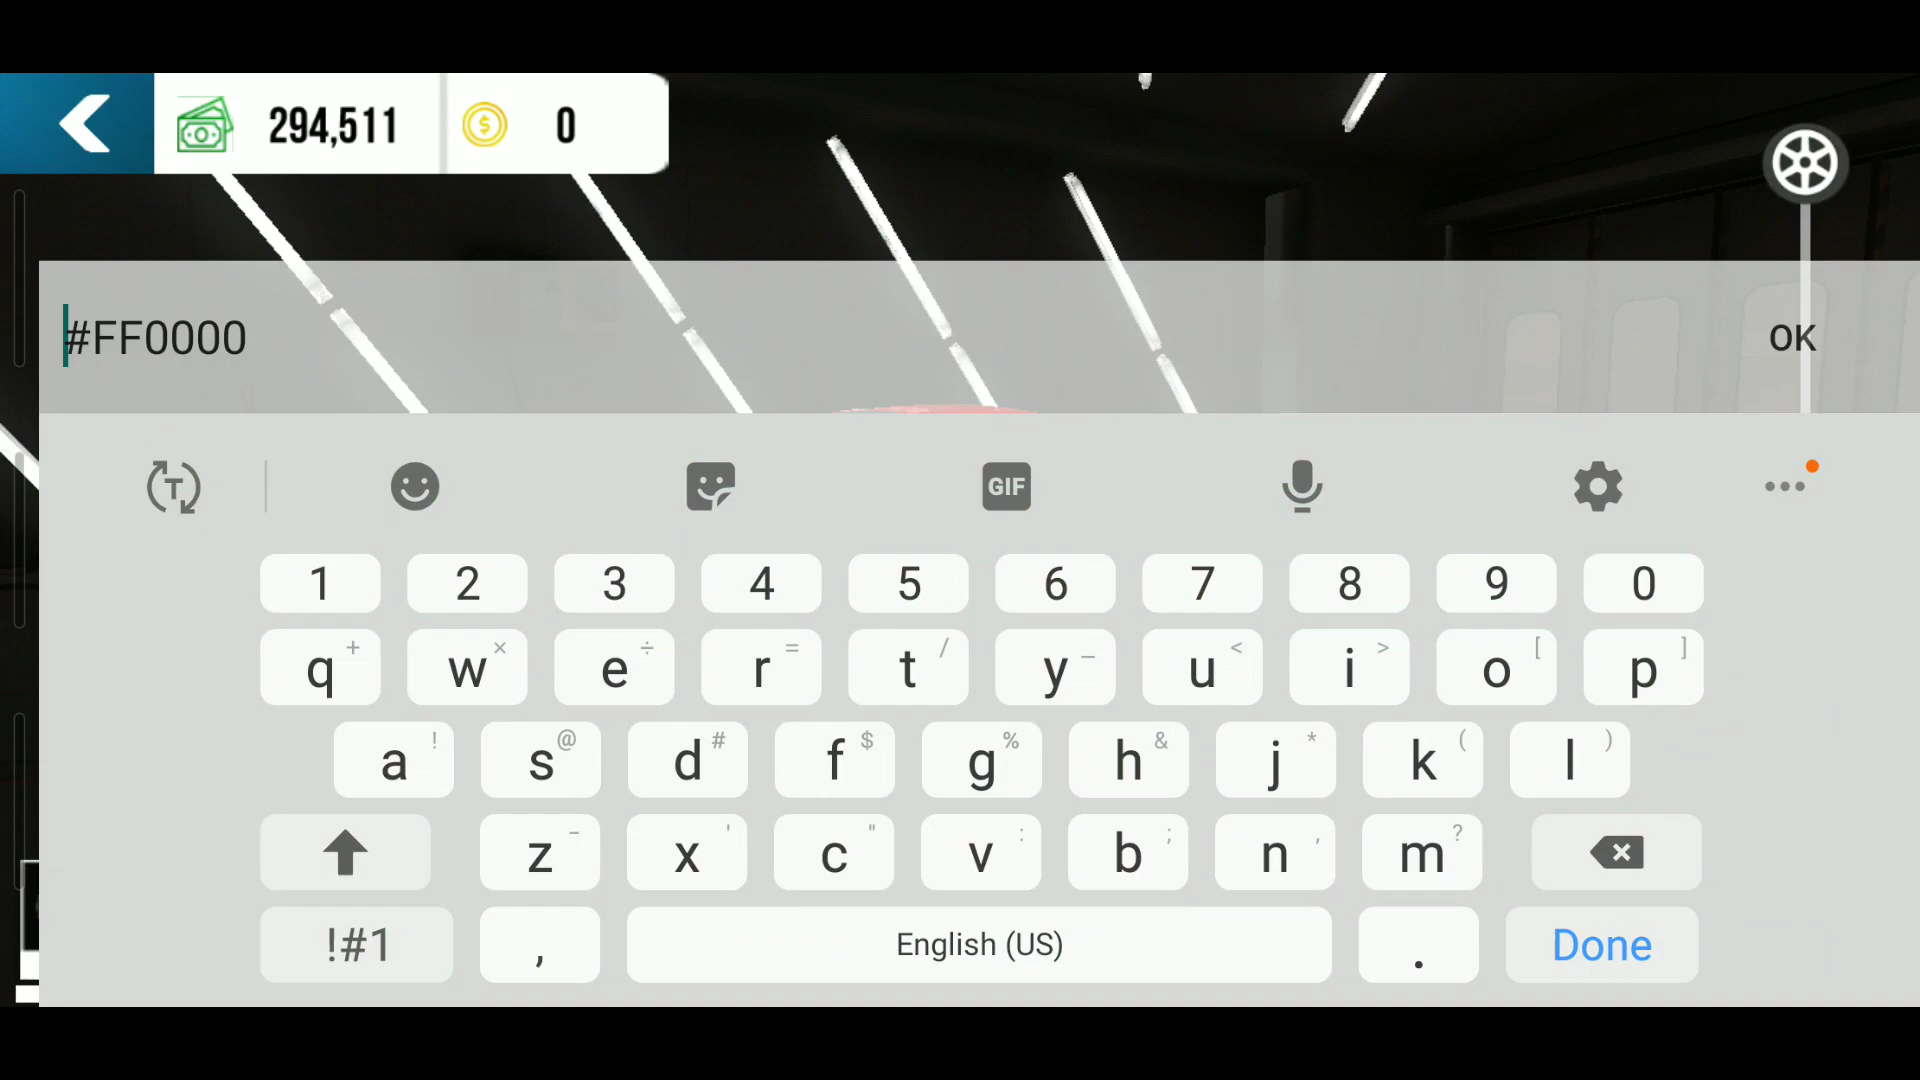 294,511 0
#FF0000 OK
GIF
1 2 3 4 5 6 7 8 9 0
q + w × e ÷ r = t / y _ u < i > o [ p ]
a ! s @ d # f $ g % h & j * k ( l )
z - x ' c " v : b ; n , m ?
!#1 , English (US) . Done